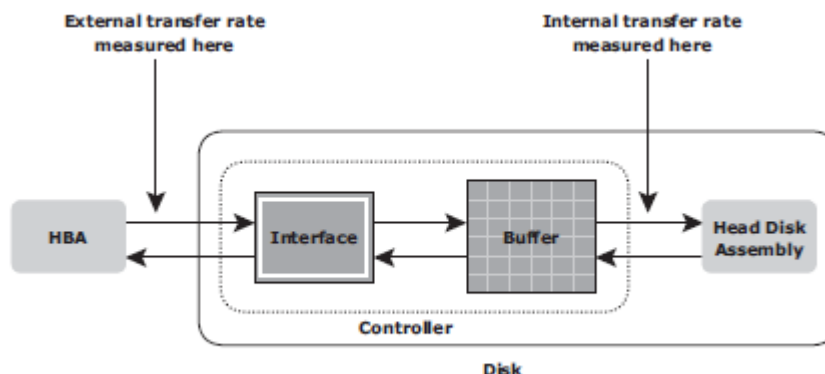 External transfer rate
measured here
Internal transfer rate
measured here
HBA
Interface
Buffer
Head Disk
Assembly
Controller
Disk